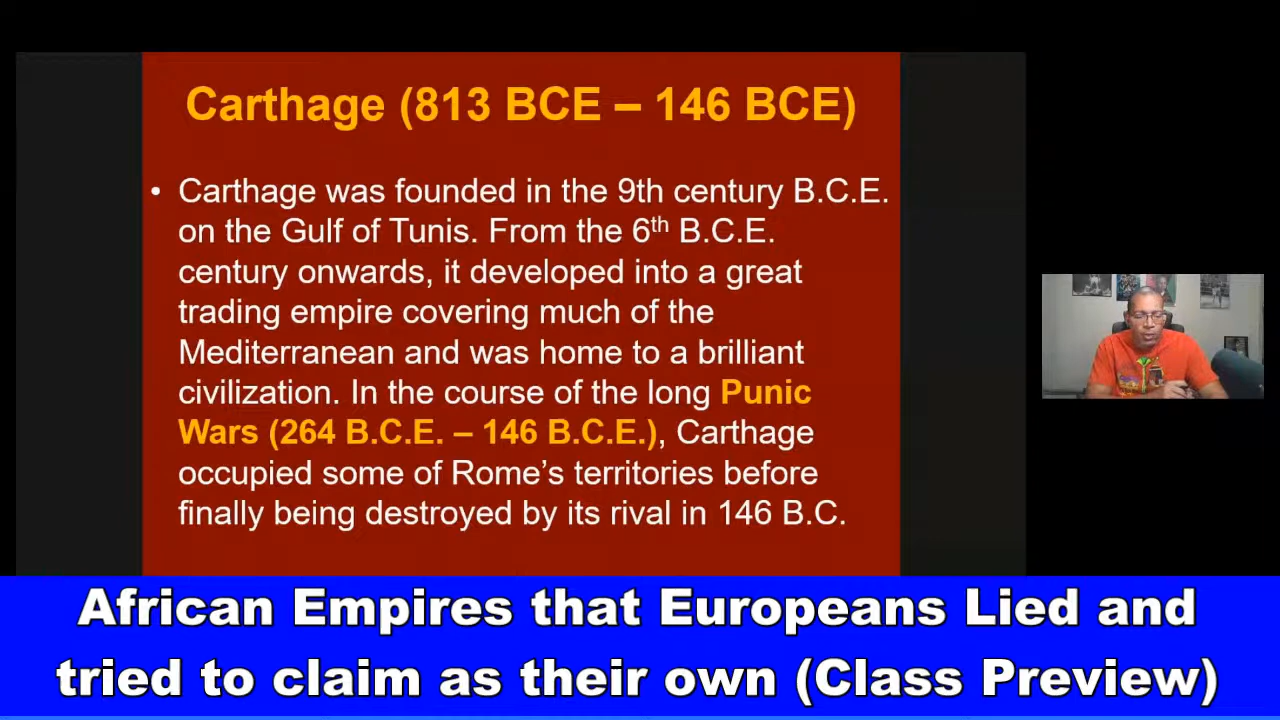 Carthage (813 BCE – 146 BCE)
• Carthage was founded in the 9th century B.C.E.
on the Gulf of Tunis. From the 6th B.C.E.
century onwards, it developed into a great
trading empire covering much of the
Mediterranean and was home to a brilliant
civilization. In the course of the long Punic
Wars (264 B.C.E. – 146 B.C.E.), Carthage
occupied some of Rome’s territories before
finally being destroyed by its rival in 146 B.C.
African Empires that Europeans Lied and
tried to claim as their own (Class Preview)